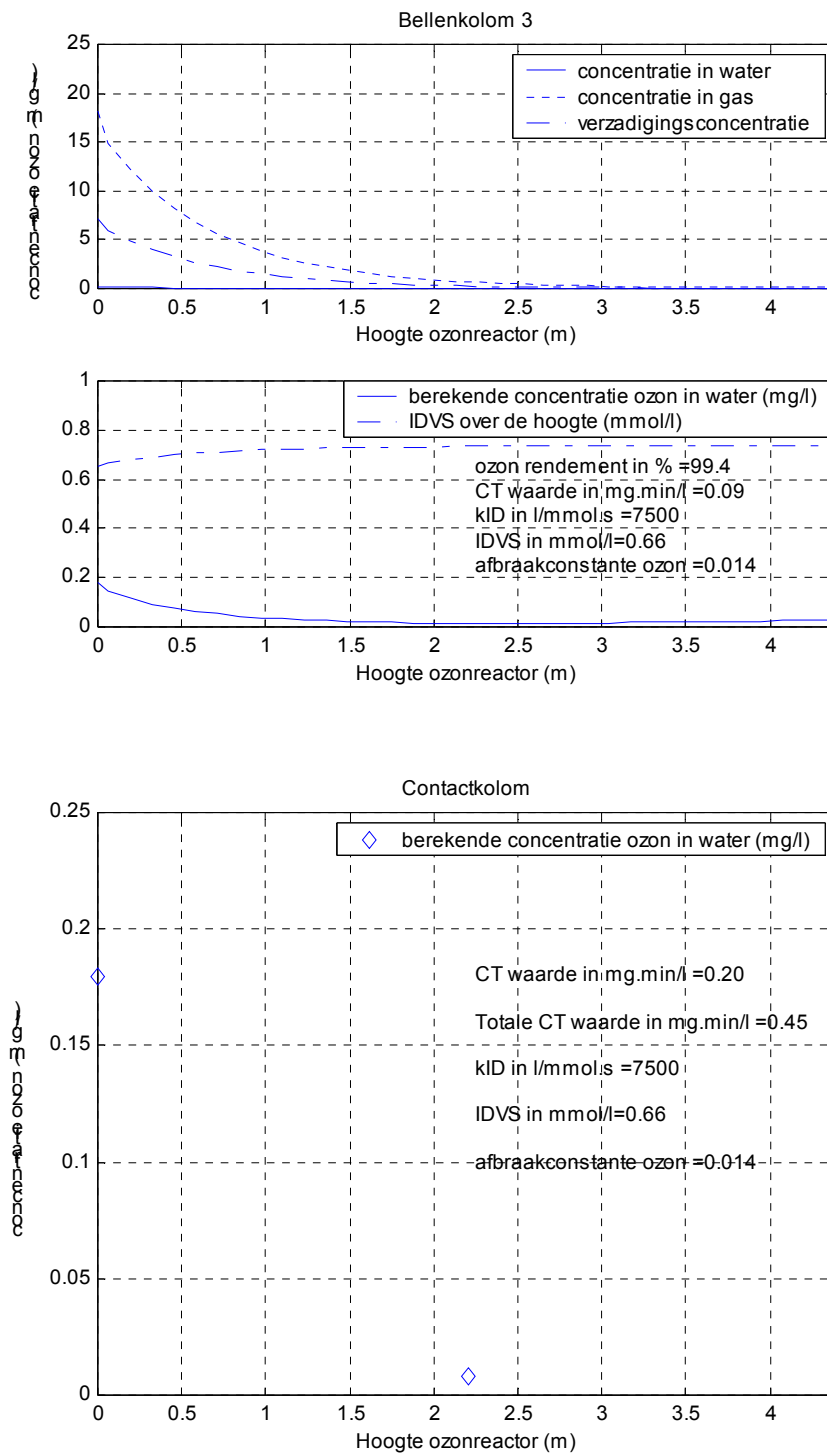 Bellenkolom 3
concentratie ozon (mg/l)
25
20
15
10
5
0
concentratie in water
concentratie in gas
verzadigingsconcentratie
0 0.5 1 1.5 2 2.5 3 3.5 4
Hoogte ozonreactor (m)
1
0.8
0.6
0.4
0.2
0
berekende concentratie ozon in water (mg/l)
IDVS over de hoogte (mmol/l)
ozon rendement in % =99.4
CT waarde in mg.min/l =0.09
kID in l/mmol.s =7500
IDVS in mmol/l=0.66
afbraakconstante ozon =0.014
0 0.5 1 1.5 2 2.5 3 3.5 4
Hoogte ozonreactor (m)
Contactkolom
concentratie ozon (mg/l)
0.25
0.2
0.15
0.1
0.05
0
berekende concentratie ozon in water (mg/l)
CT waarde in mg.min/l =0.20
Totale CT waarde in mg.min/l =0.45
kID in l/mmol.s =7500
IDVS in mmol/l=0.66
afbraakconstante ozon =0.014
0 0.5 1 1.5 2 2.5 3 3.5 4
Hoogte ozonreactor (m)